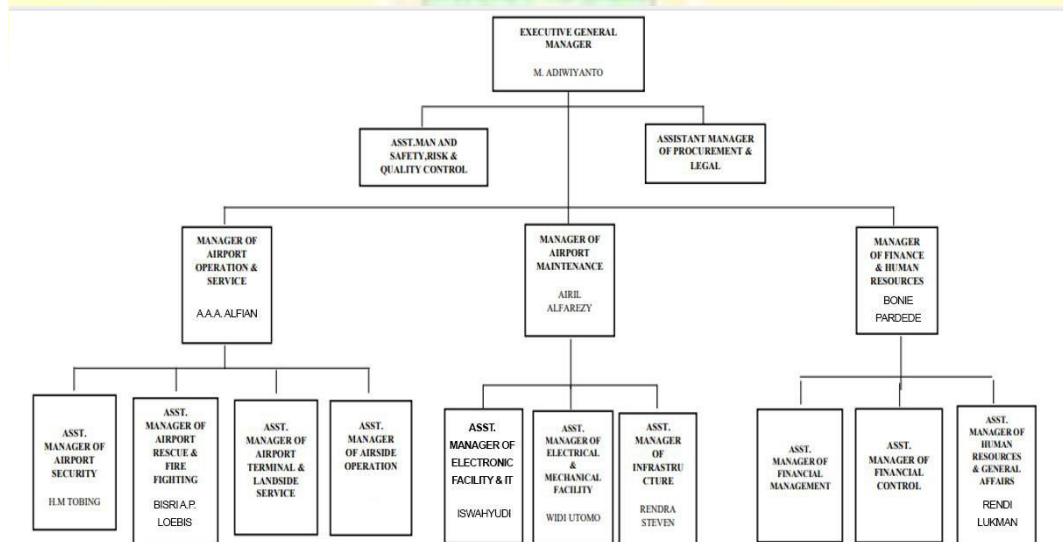 EXECUTIVE GENERAL
MANAGER
M. ADIWIYANTO
ASST.MAN AND
SAFETY,RISK &
QUALITY CONTROL
ASSISTANT MANAGER
OF PROCUREMENT &
LEGAL
MANAGER OF
AIRPORT
OPERATION &
SERVICE
A.A.A. ALFIAN
MANAGER OF
AIRPORT
MAINTENANCE
AIRIL
ALFAREZY
MANAGER
OF FINANCE
& HUMAN
RESOURCES
BONIE
PARDEDE
ASST.
MANAGER OF
AIRPORT
SECURITY
H.M TOBING
ASST.
MANAGER OF
AIRPORT
RESCUE &
FIRE
FIGHTING
BISRI A.P.
LOEBIS
ASST.
MANAGER OF
AIRPORT
TERMINAL &
LANDSIDE
SERVICE
ASST.
MANAGER
OF AIRSIDE
OPERATION
ASST.
MANAGER OF
ELECTRONIC
FACILITY & IT
ISWAHYUDI
ASST.
MANAGER OF
ELECTRICAL
&
MECHANICAL
FACILITY
WIDI UTOMO
ASST.
MANAGER
OF
INFRASTRU
CTURE
RENDRA
STEVEN
ASST.
MANAGER OF
FINANCIAL
MANAGEMENT
ASST.
MANAGER OF
FINANCIAL
CONTROL
ASST.
MANAGER OF
HUMAN
RESOURCES
& GENERAL
AFFAIRS
RENDI
LUKMAN